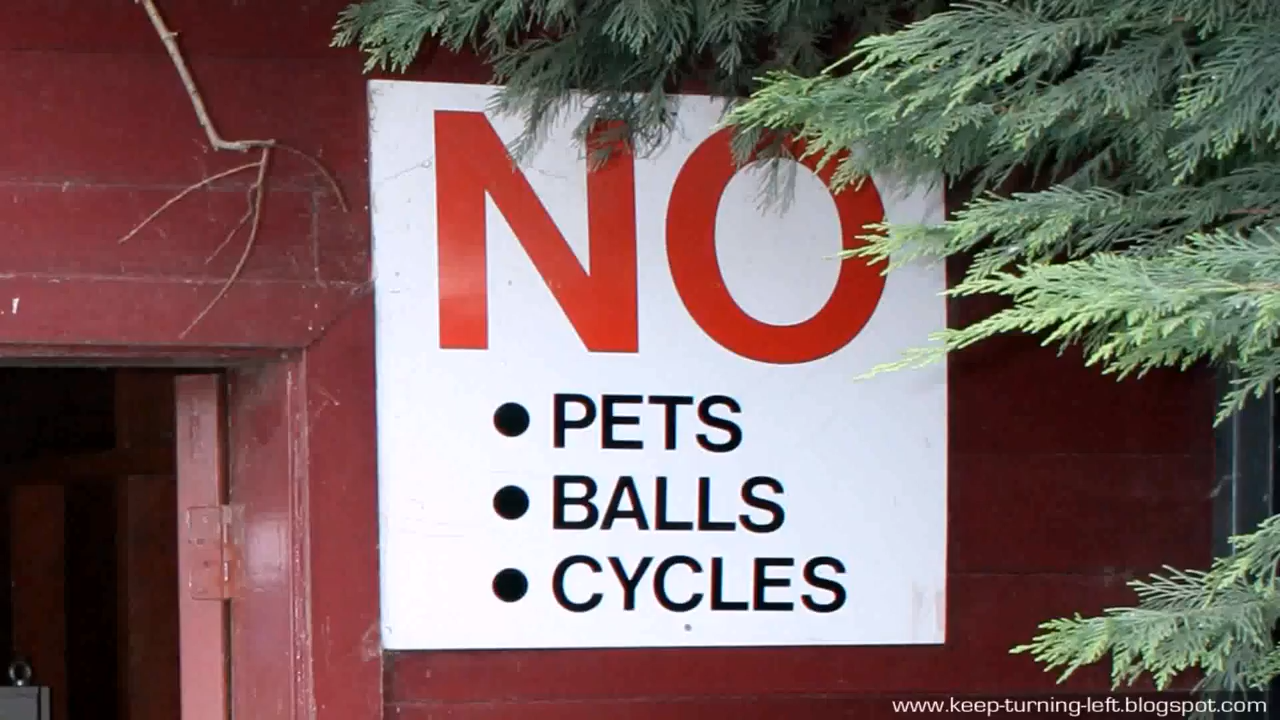 NO
• PETS
• BALLS
• CYCLES
www.keep-turning-left.blogspot.com